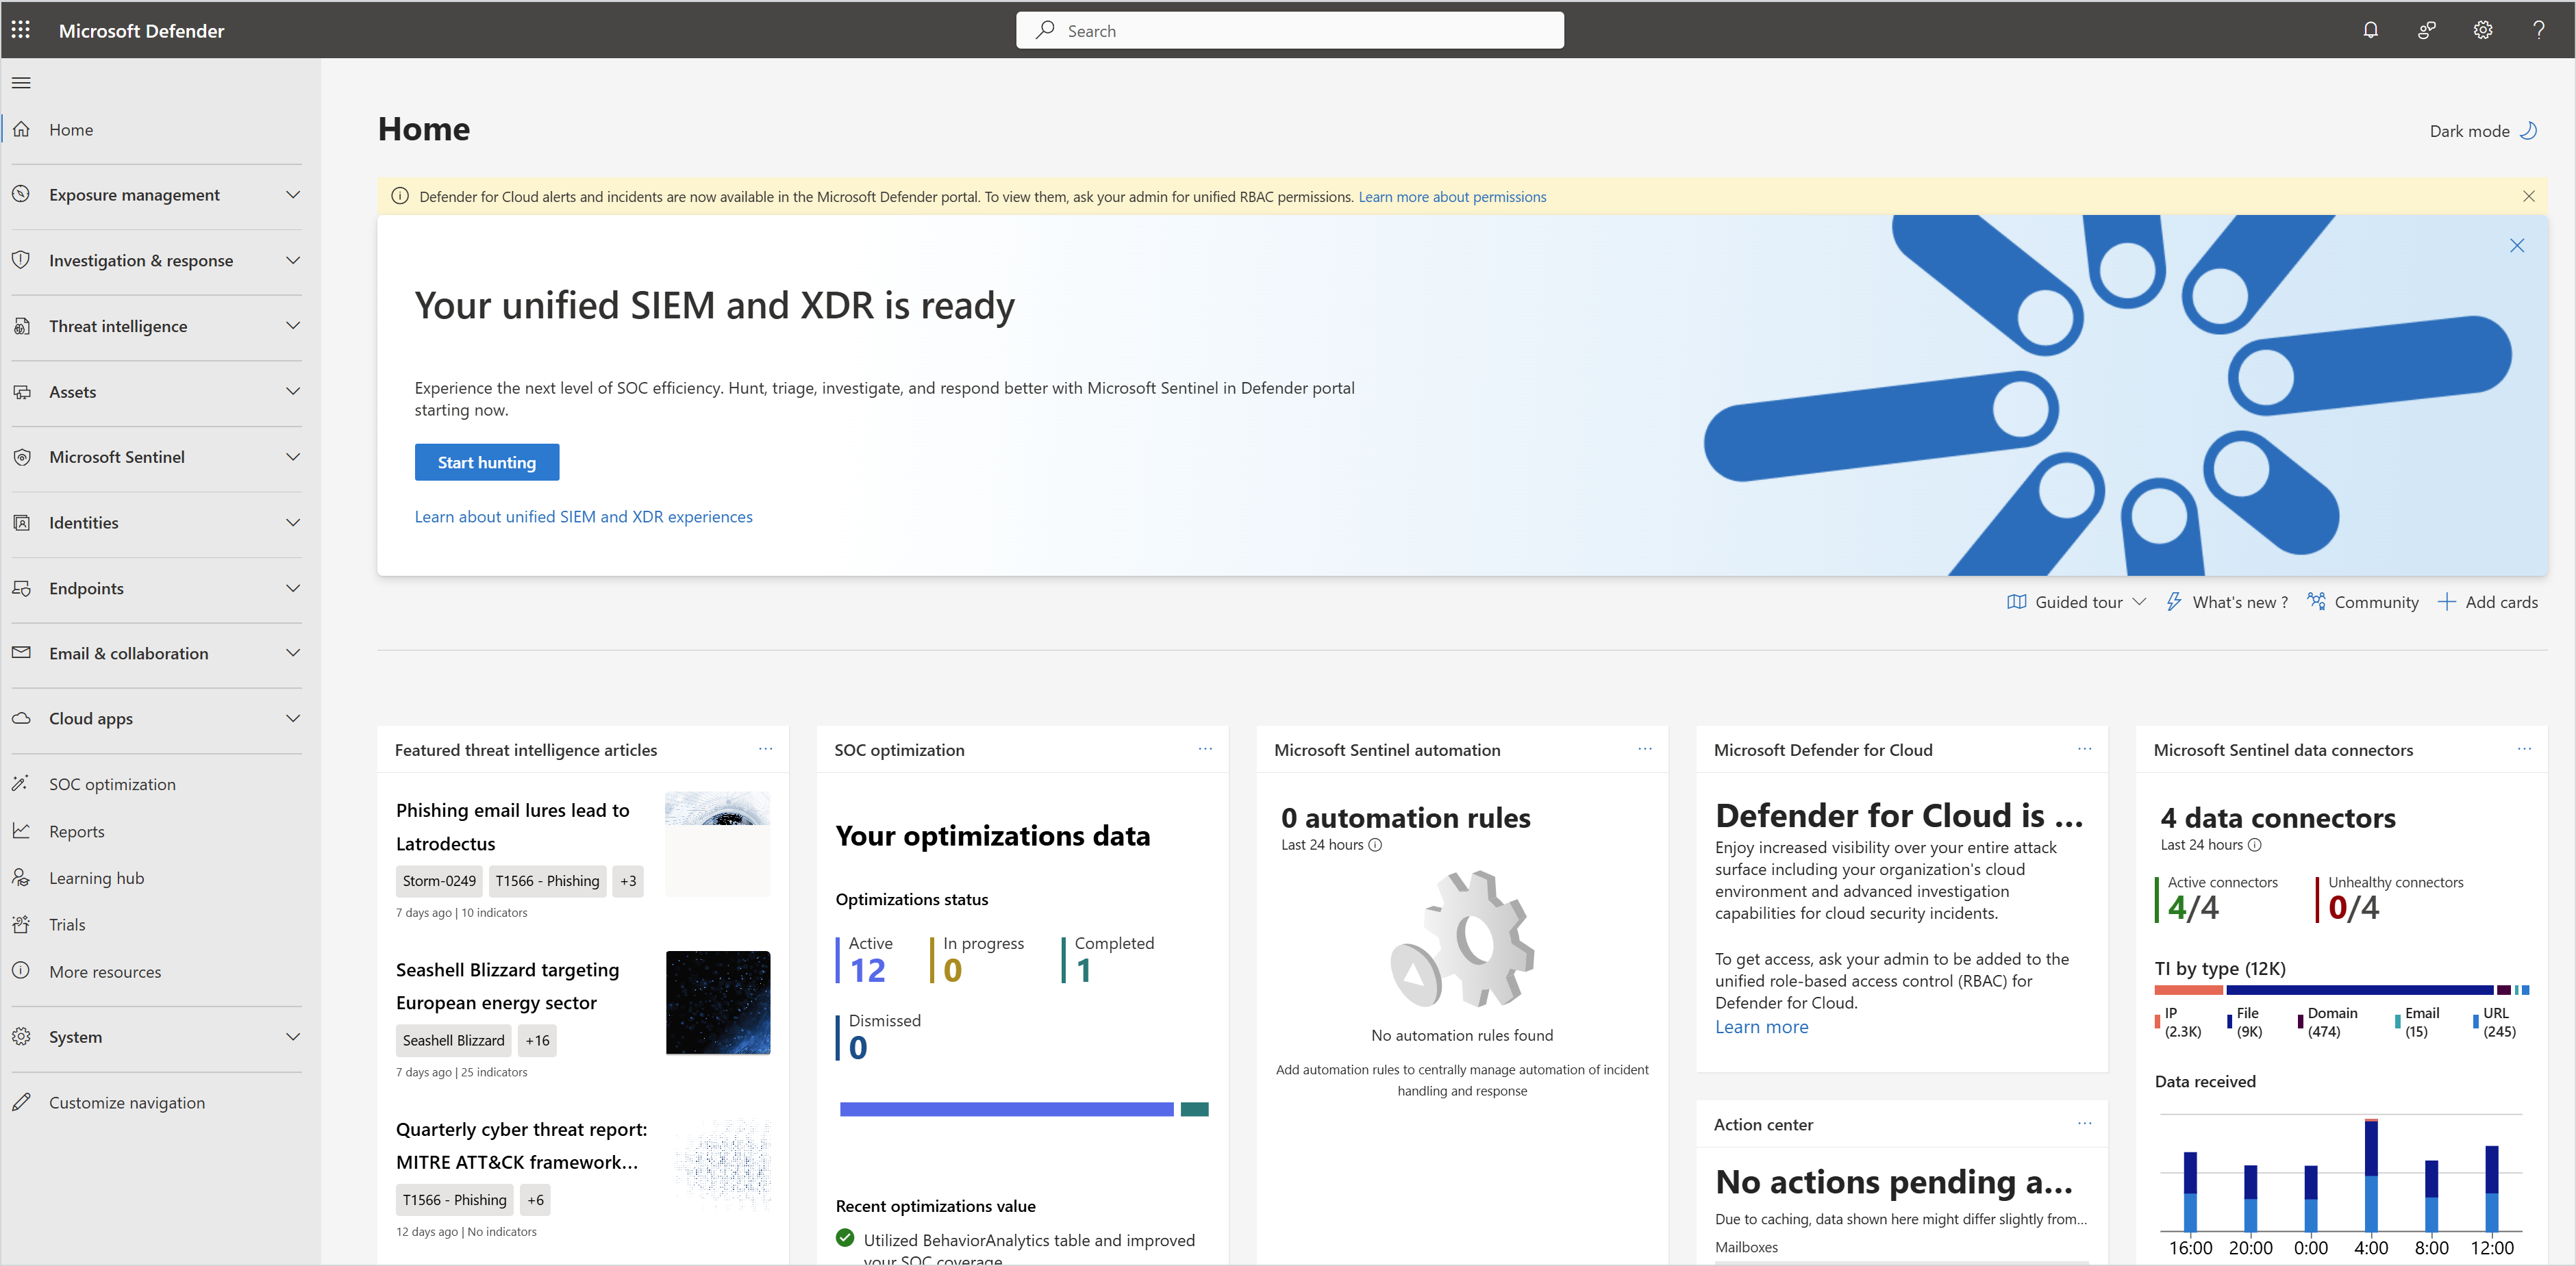 Microsoft Defender
Search
Home
Exposure management
Investigation & response
Threat intelligence
Assets
Microsoft Sentinel
Identities
Endpoints
Email & collaboration
Cloud apps
SOC optimization
Reports
Learning hub
Trials
More resources
System
Customize navigation
Home
Dark mode
Defender for Cloud alerts and incidents are now available in the Microsoft Defender portal. To view them, ask your admin for unified RBAC permissions. Learn more about permissions
Your unified SIEM and XDR is ready
Experience the next level of SOC efficiency. Hunt, triage, investigate, and respond better with Microsoft Sentinel in Defender portal
starting now.
Start hunting
Learn about unified SIEM and XDR experiences
Guided tour
What's new ?
Community
Add cards
Featured threat intelligence articles
Phishing email lures lead to
Latrodectus
Storm-0249 T1566 - Phishing +3
7 days ago | 10 indicators
Seashell Blizzard targeting
European energy sector
Seashell Blizzard +16
7 days ago | 25 indicators
Quarterly cyber threat report:
MITRE ATT&CK framework...
T1566 - Phishing +6
12 days ago | No indicators
SOC optimization
Your optimizations data
Optimizations status
Active In progress Completed
12 0 1
Dismissed
0
Recent optimizations value
Utilized BehaviorAnalytics table and improved
your SOC coverage
Microsoft Sentinel automation
0 automation rules
Last 24 hours
No automation rules found
Add automation rules to centrally manage automation of incident
handling and response
Microsoft Defender for Cloud
Defender for Cloud is ...
Enjoy increased visibility over your entire attack
surface including your organization's cloud
environment and advanced investigation
capabilities for cloud security incidents.
To get access, ask your admin to be added to the
unified role-based access control (RBAC) for
Defender for Cloud.
Learn more
Action center
No actions pending a...
Due to caching, data shown here might differ slightly from...
Mailboxes
Microsoft Sentinel data connectors
4 data connectors
Last 24 hours
Active connectors Unhealthy connectors
4/4 0/4
TI by type (12K)
IP File Domain Email URL
(2.3K) (9K) (474) (15) (245)
Data received
16:00 20:00 0:00 4:00 8:00 12:00